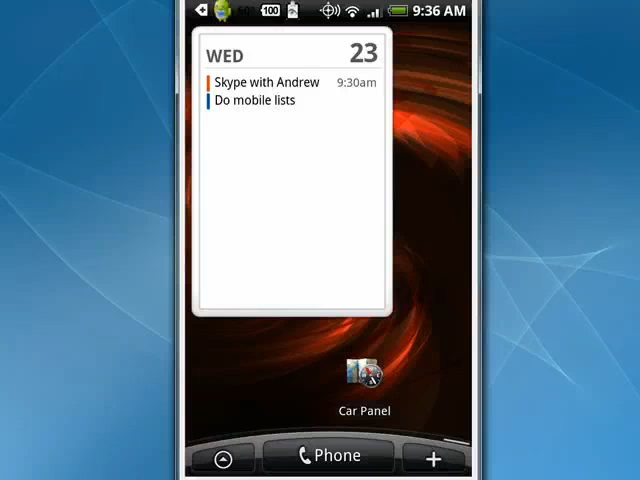 100
9:36 AM
WED 23
Skype with Andrew 9:30am
Do mobile lists
Car Panel
Phone